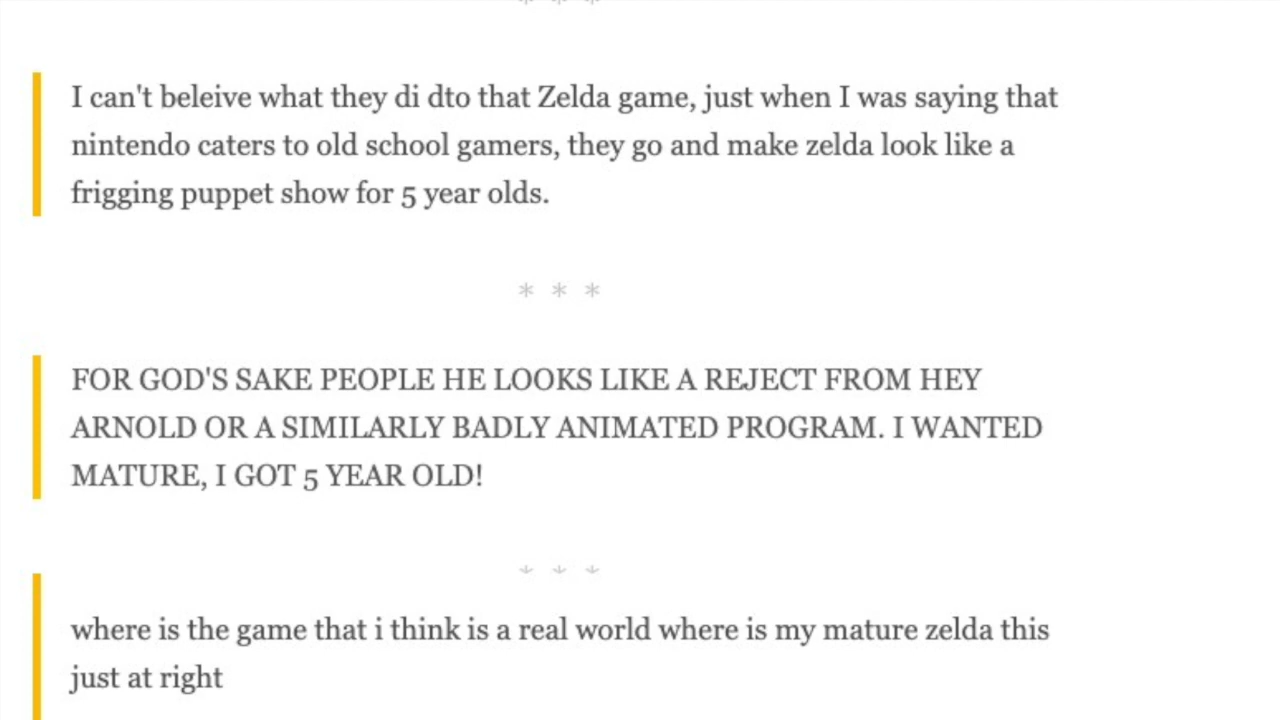 * * *
I can't beleive what they di dto that Zelda game, just when I was saying that
nintendo caters to old school gamers, they go and make zelda look like a
frigging puppet show for 5 year olds.
* * *
FOR GOD'S SAKE PEOPLE HE LOOKS LIKE A REJECT FROM HEY
ARNOLD OR A SIMILARLY BADLY ANIMATED PROGRAM. I WANTED
MATURE, I GOT 5 YEAR OLD!
* * *
where is the game that i think is a real world where is my mature zelda this
just at right